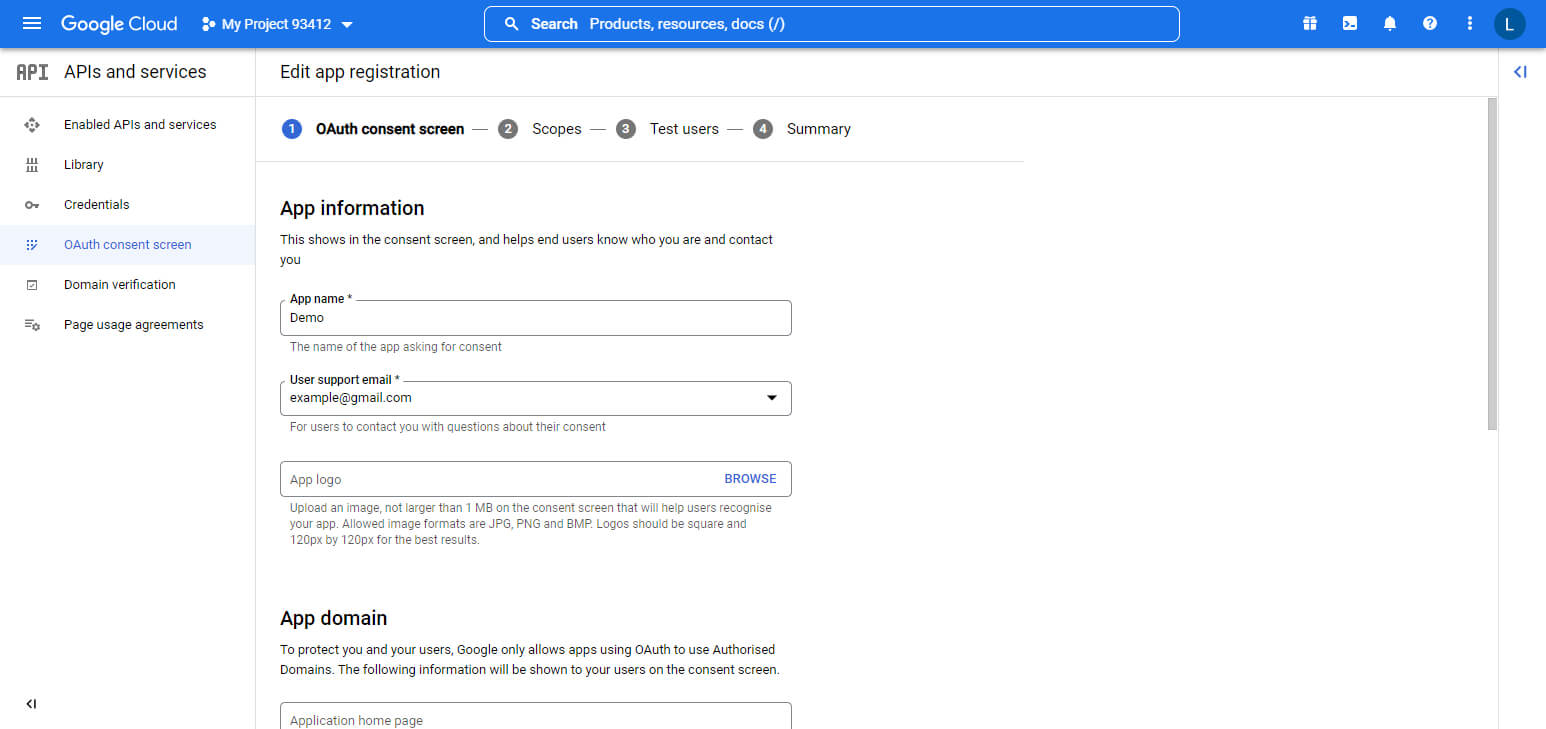 Google Cloud
My Project 93412
Search Products, resources, docs (/)
L
API APIs and services
Edit app registration
Enabled APIs and services
Library
Credentials
OAuth consent screen
Domain verification
Page usage agreements
1 OAuth consent screen — 2 Scopes — 3 Test users — 4 Summary
App information
This shows in the consent screen, and helps end users know who you are and contact
you
App name *
Demo
The name of the app asking for consent
User support email *
example@gmail.com
For users to contact you with questions about their consent
App logo BROWSE
Upload an image, not larger than 1 MB on the consent screen that will help users recognise
your app. Allowed image formats are JPG, PNG and BMP. Logos should be square and
120px by 120px for the best results.
App domain
To protect you and your users, Google only allows apps using OAuth to use Authorised
Domains. The following information will be shown to your users on the consent screen.
Application home page